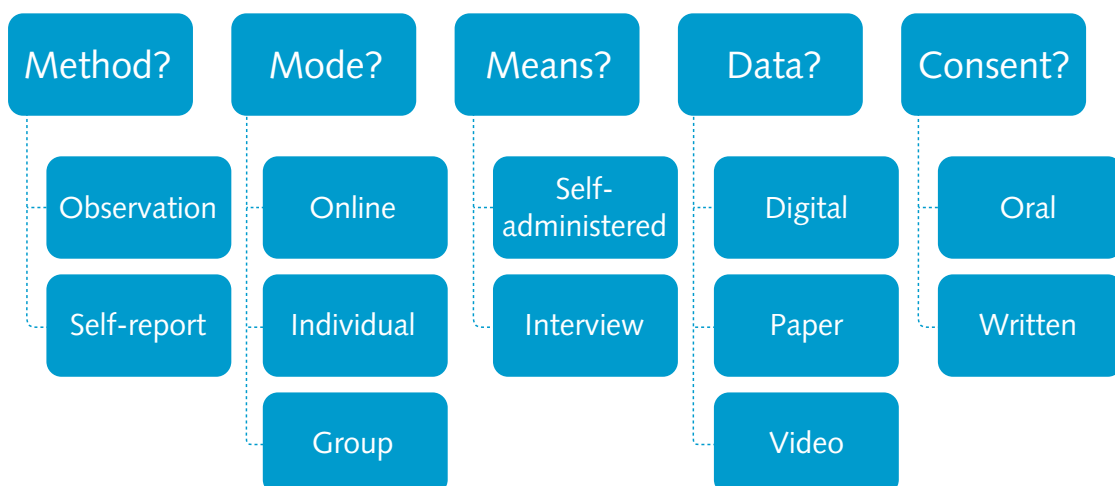 Method?
Mode?
Means?
Data?
Consent?
Observation
Online
Self-
administered
Digital
Oral
Self-report
Individual
Interview
Paper
Written
Group
Video